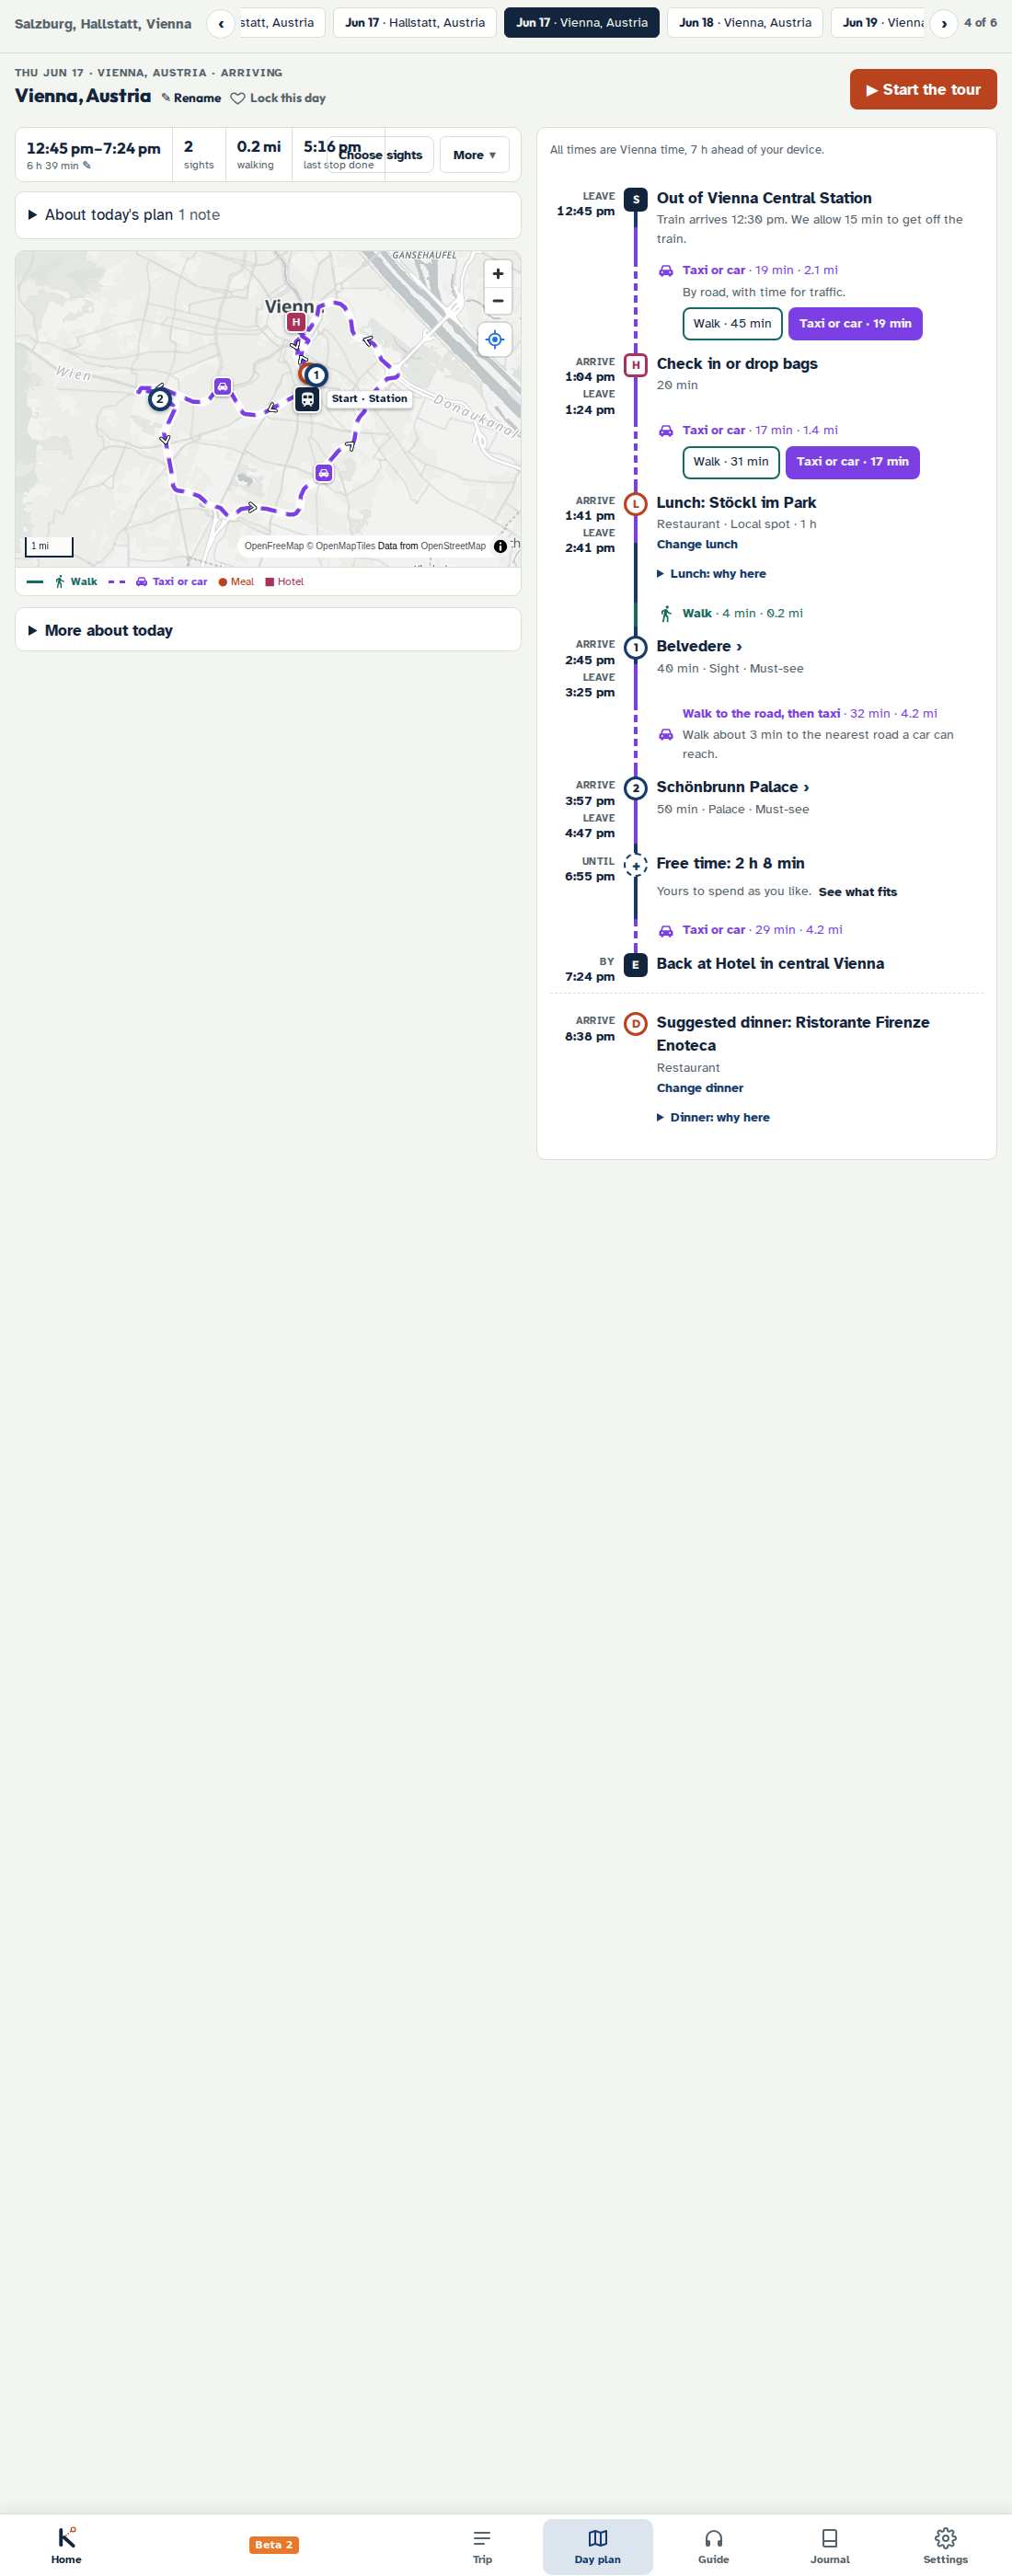 Salzburg, Hallstatt, Vienna
‹
statt, Austria
Jun 17 · Hallstatt, Austria
Jun 17 · Vienna, Austria
Jun 18 · Vienna, Austria
Jun 19 · Vienna
›
4 of 6
THU JUN 17 · VIENNA, AUSTRIA · ARRIVING
Vienna, Austria
✎ Rename
Lock this day
▶ Start the tour
12:45 pm–7:24 pm
6 h 39 min ✎
2
sights
0.2 mi
walking
5:16 pm
last stop done
Choose sights
More ▾
▶ About today's plan 1 note
GÄNSEHÄUFEL
Vienn
H
Wien
1
2
Start · Station
Donaukana
+
−
1 mi
OpenFreeMap © OpenMapTiles Data from OpenStreetMap
Walk
Taxi or car
Meal
Hotel
▶ More about today
All times are Vienna time, 7 h ahead of your device.
LEAVE
12:45 pm
S
Out of Vienna Central Station
Train arrives 12:30 pm. We allow 15 min to get off the
train.
Taxi or car · 19 min · 2.1 mi
By road, with time for traffic.
Walk · 45 min
Taxi or car · 19 min
ARRIVE
1:04 pm
LEAVE
1:24 pm
H
Check in or drop bags
20 min
Taxi or car · 17 min · 1.4 mi
Walk · 31 min
Taxi or car · 17 min
ARRIVE
1:41 pm
LEAVE
2:41 pm
L
Lunch: Stöckl im Park
Restaurant · Local spot · 1 h
Change lunch
▶ Lunch: why here
Walk · 4 min · 0.2 mi
ARRIVE
2:45 pm
LEAVE
3:25 pm
1
Belvedere ›
40 min · Sight · Must-see
Walk to the road, then taxi · 32 min · 4.2 mi
Walk about 3 min to the nearest road a car can
reach.
ARRIVE
3:57 pm
LEAVE
4:47 pm
2
Schönbrunn Palace ›
50 min · Palace · Must-see
UNTIL
6:55 pm
+
Free time: 2 h 8 min
Yours to spend as you like. See what fits
Taxi or car · 29 min · 4.2 mi
BY
7:24 pm
E
Back at Hotel in central Vienna
ARRIVE
8:38 pm
D
Suggested dinner: Ristorante Firenze
Enoteca
Restaurant
Change dinner
▶ Dinner: why here
Home
Beta 2
Trip
Day plan
Guide
Journal
Settings